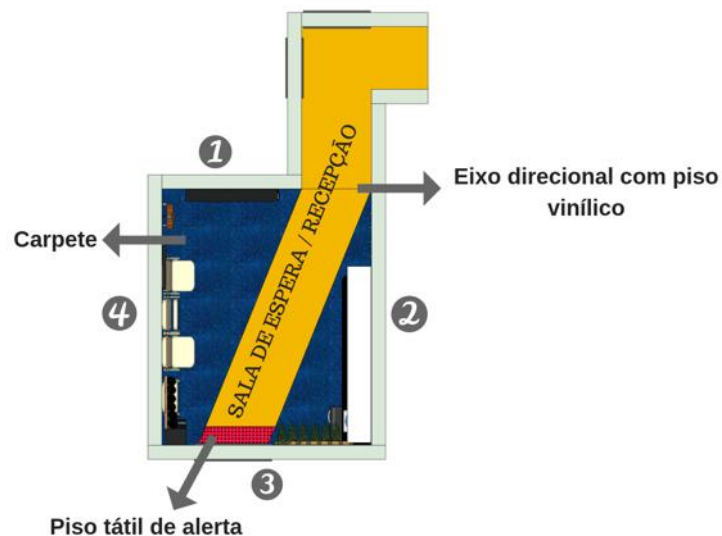 1
Eixo direcional com piso
vinílico
Carpete
SALA DE ESPERA / RECEPÇÃO
4
2
3
Piso tátil de alerta